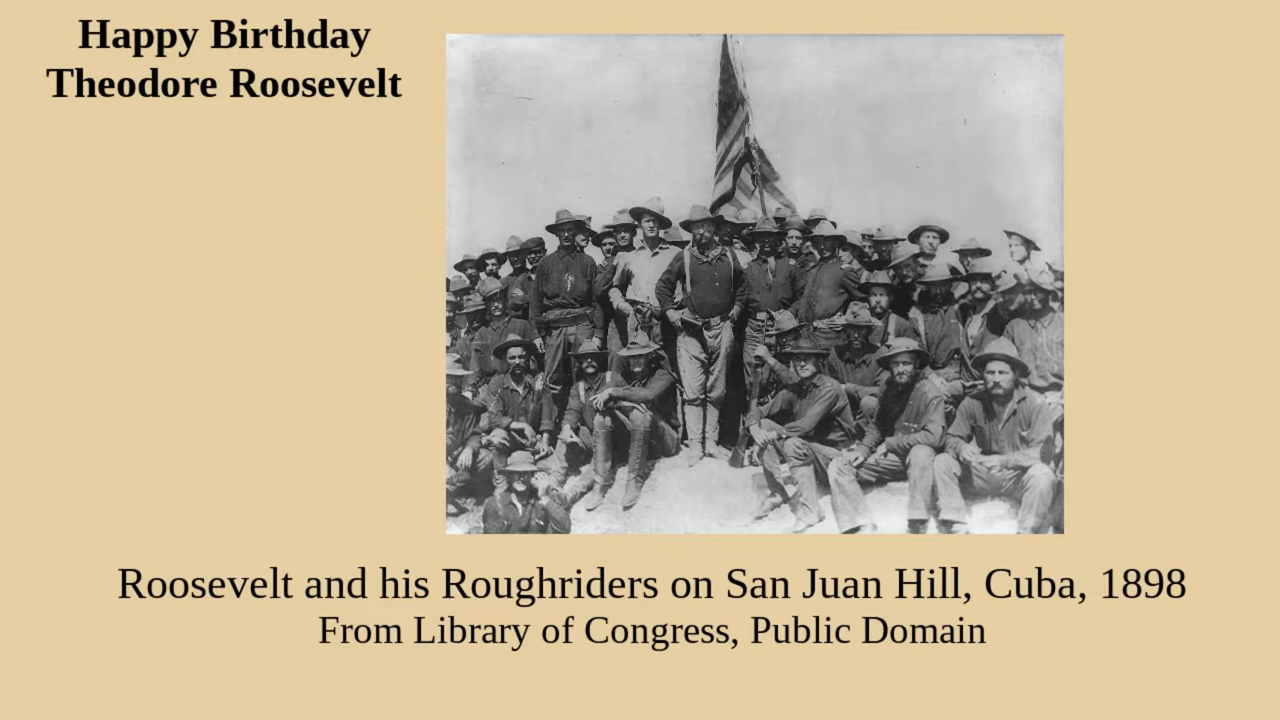 Happy Birthday
Theodore Roosevelt
Roosevelt and his Roughriders on San Juan Hill, Cuba, 1898
From Library of Congress, Public Domain